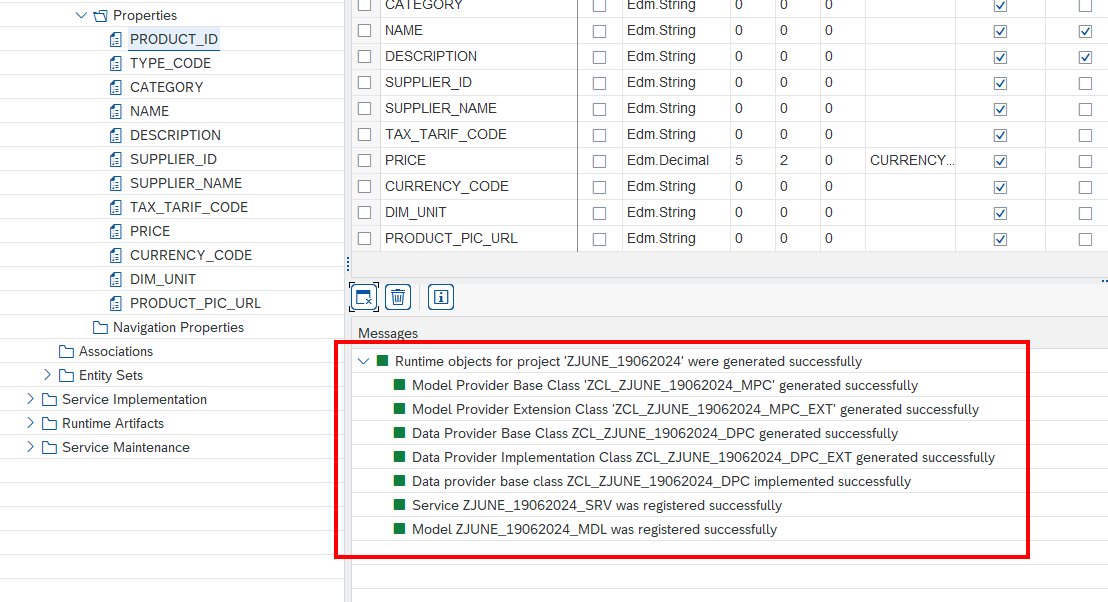 Properties
PRODUCT_ID
TYPE_CODE
CATEGORY
NAME
DESCRIPTION
SUPPLIER_ID
SUPPLIER_NAME
TAX_TARIF_CODE
PRICE
CURRENCY_CODE
DIM_UNIT
PRODUCT_PIC_URL
Navigation Properties
Associations
Entity Sets
Service Implementation
Runtime Artifacts
Service Maintenance
CATEGORY Edm.String 0 0 0
NAME Edm.String 0 0 0
DESCRIPTION Edm.String 0 0 0
SUPPLIER_ID Edm.String 0 0 0
SUPPLIER_NAME Edm.String 0 0 0
TAX_TARIF_CODE Edm.String 0 0 0
PRICE Edm.Decimal 5 2 0 CURRENCY...
CURRENCY_CODE Edm.String 0 0 0
DIM_UNIT Edm.String 0 0 0
PRODUCT_PIC_URL Edm.String 0 0 0
Messages
Runtime objects for project 'ZJUNE_19062024' were generated successfully
Model Provider Base Class 'ZCL_ZJUNE_19062024_MPC' generated successfully
Model Provider Extension Class 'ZCL_ZJUNE_19062024_MPC_EXT' generated successfully
Data Provider Base Class ZCL_ZJUNE_19062024_DPC generated successfully
Data Provider Implementation Class ZCL_ZJUNE_19062024_DPC_EXT generated successfully
Data provider base class ZCL_ZJUNE_19062024_DPC implemented successfully
Service ZJUNE_19062024_SRV was registered successfully
Model ZJUNE_19062024_MDL was registered successfully